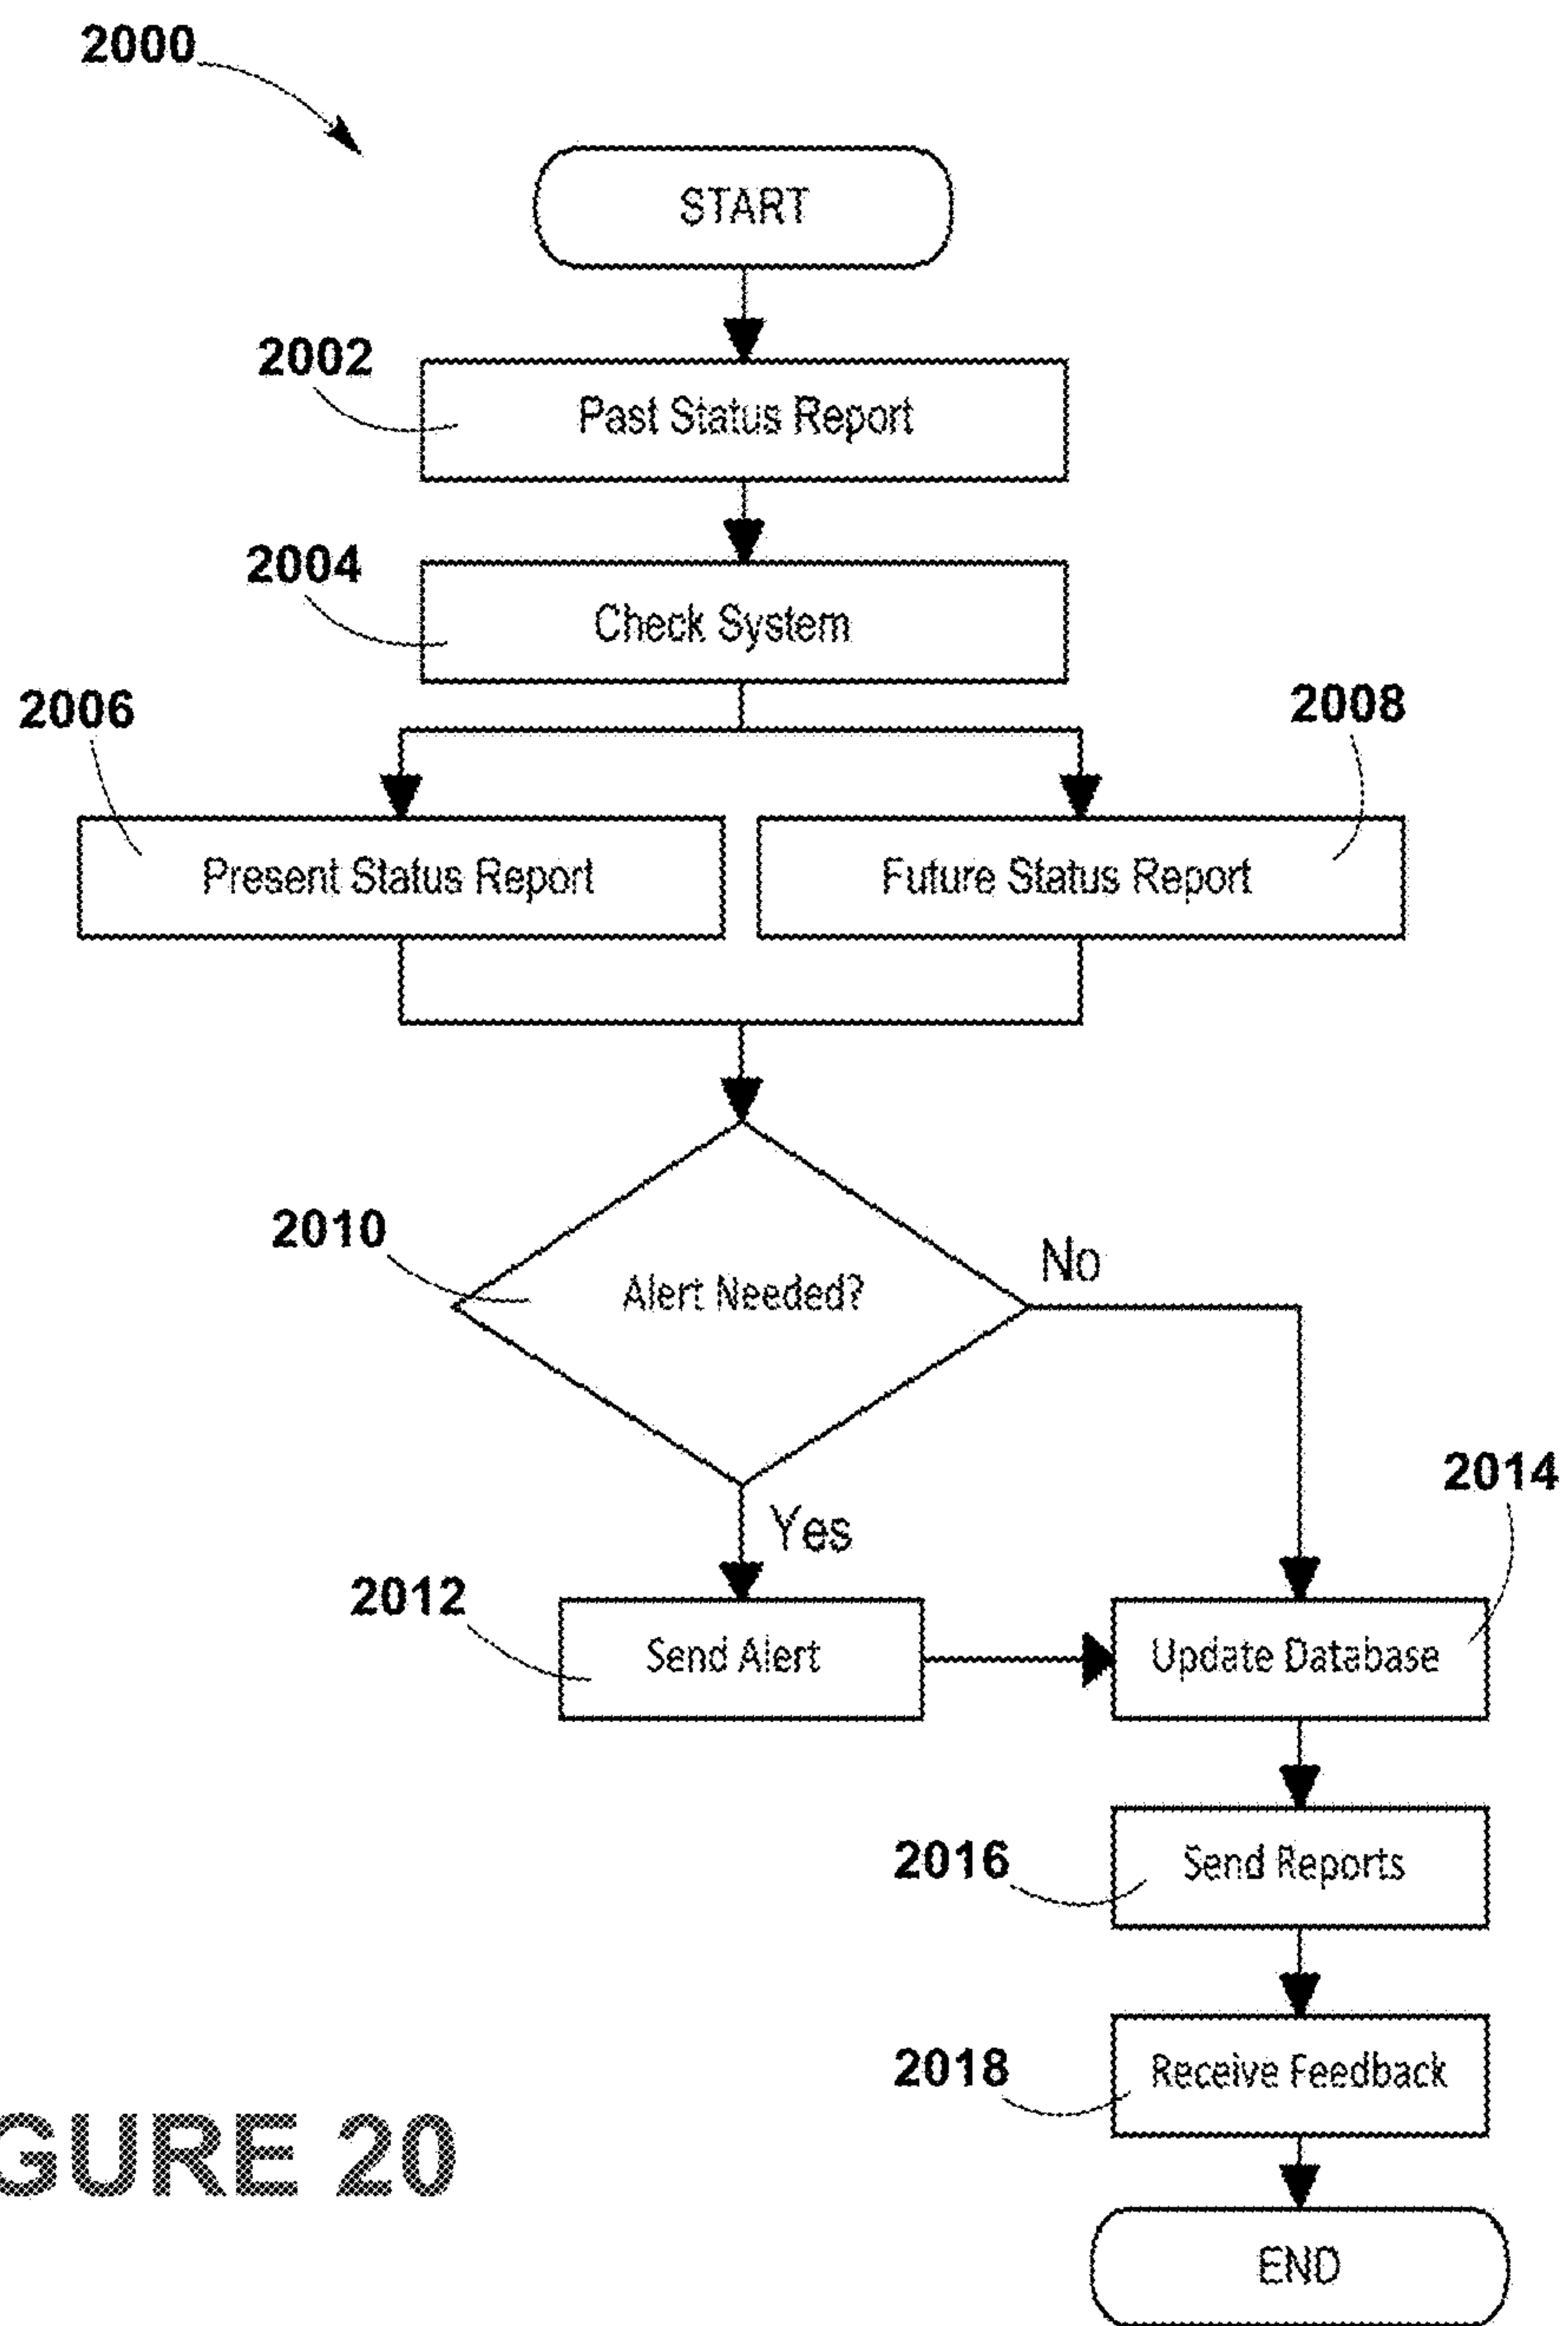 2000
START
2002
Past Status Report
2004
Check System
2006
2008
Present Status Report
Future Status Report
2010
Alert Needed?
No
Yes
2014
2012
Send Alert
Update Database
2016
Send Reports
2018
Receive Feedback
GURE 20
END